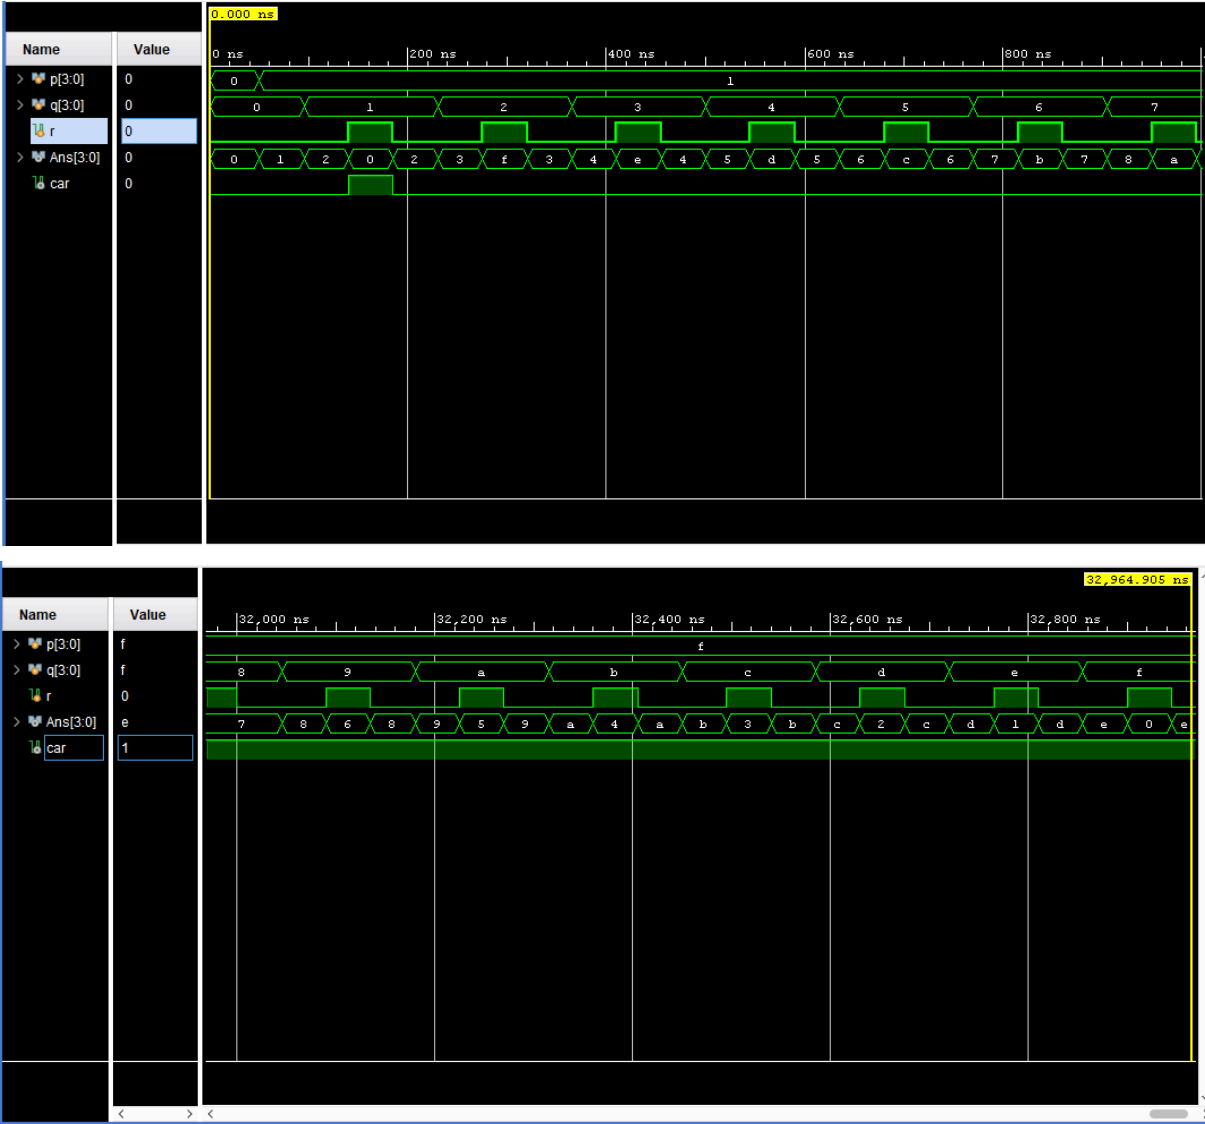 0.000 ns
Name Value
0 ns 200 ns 400 ns 600 ns 800 ns
p[3:0] 0 0 1
q[3:0] 0 0 1 2 3 4 5 6 7
r 0
Ans[3:0] 0 0 1 2 0 2 3 f 3 4 e 4 5 d 5 6 c 6 7 b 7 8 a
car 0
32,964.905 ns
Name Value
32,000 ns 32,200 ns 32,400 ns 32,600 ns 32,800 ns
p[3:0] f f
q[3:0] f 8 9 a b c d e f
r 0
Ans[3:0] e 7 8 6 8 9 5 9 a 4 a b 3 b c 2 c d 1 d e 0 e
car 1